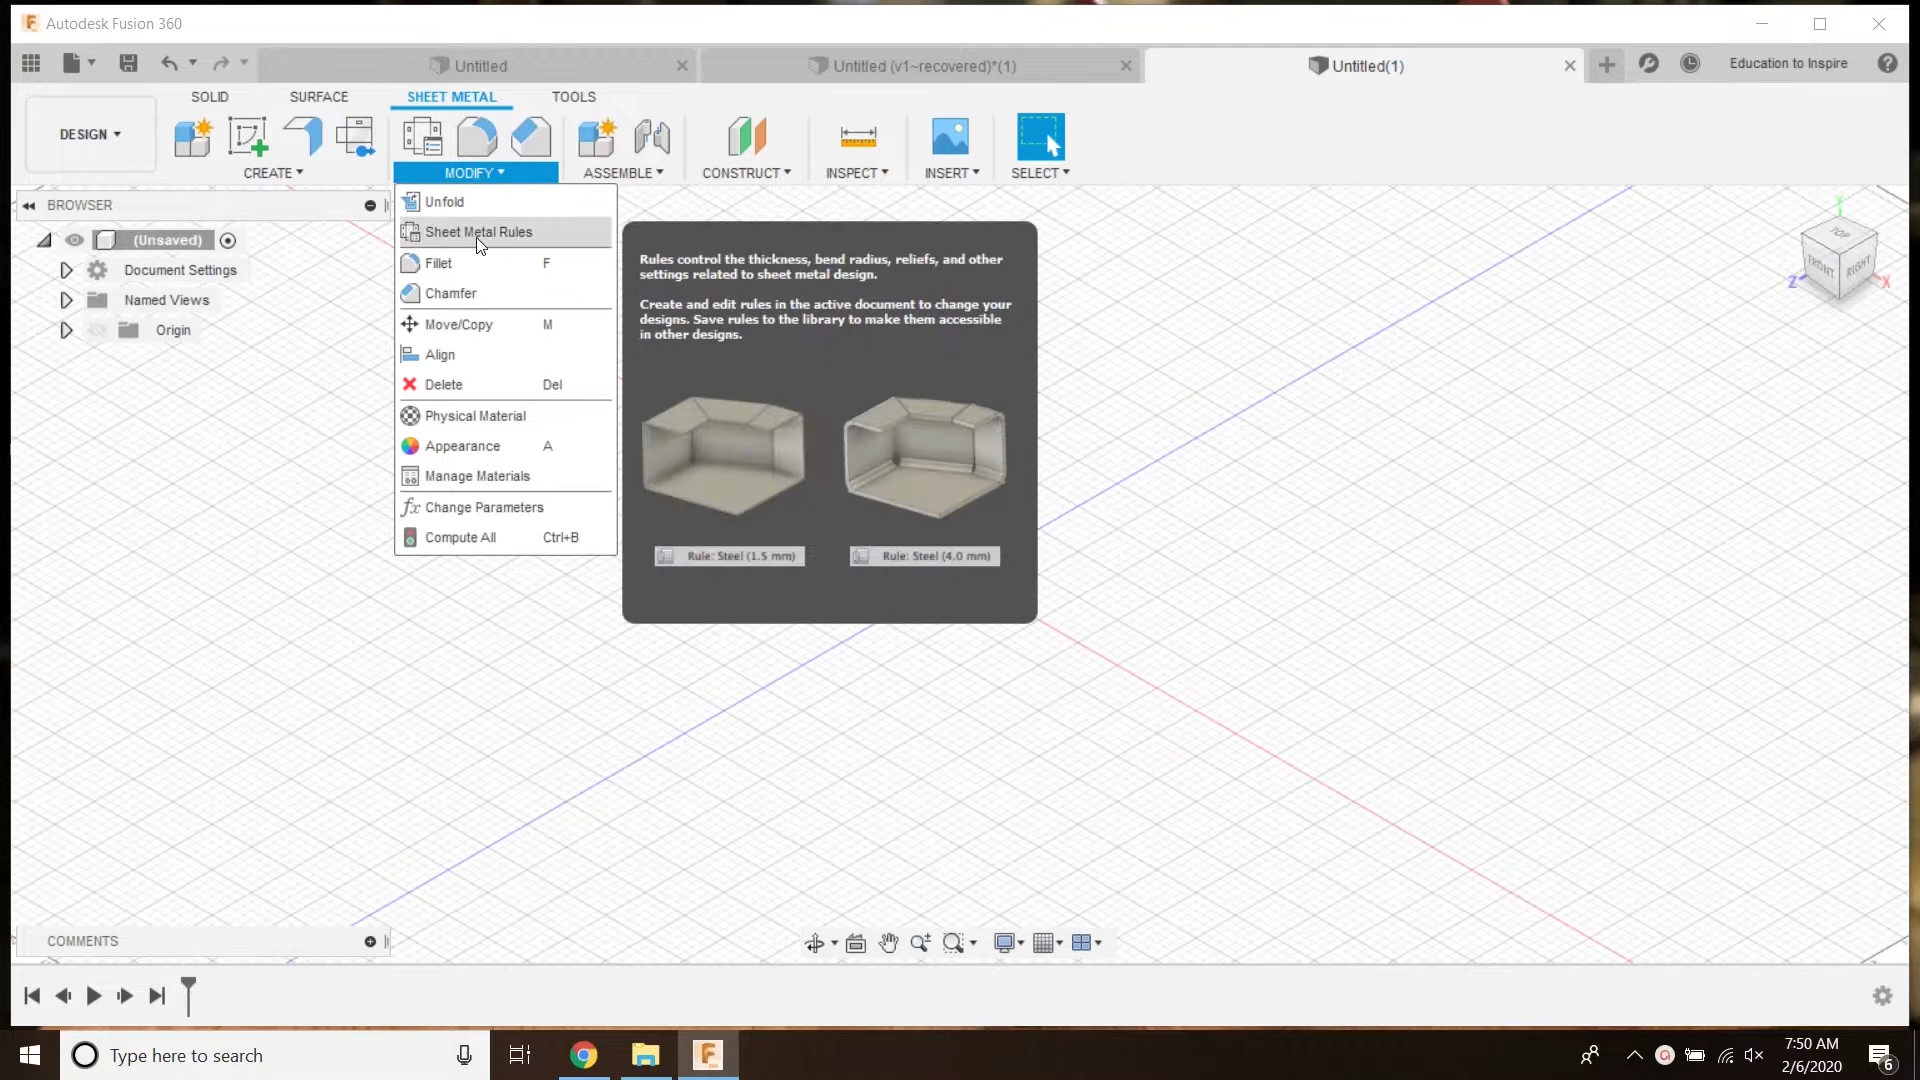 Autodesk Fusion 360
Untitled
Untitled (v1~recovered)*(1)
Untitled(1)
Education to Inspire
SOLID
SURFACE
SHEET METAL
TOOLS
DESIGN
CREATE
MODIFY
ASSEMBLE
CONSTRUCT
INSPECT
INSERT
SELECT
BROWSER
(Unsaved)
Document Settings
Named Views
Origin
Unfold
Sheet Metal Rules
Fillet F
Chamfer
Move/Copy M
Align
Delete Del
Physical Material
Appearance A
Manage Materials
Change Parameters
Compute All Ctrl+B
Rules control the thickness, bend radius, reliefs, and other
settings related to sheet metal design.
Create and edit rules in the active document to change your
designs. Save rules to the library to make them accessible
in other designs.
Rule: Steel (1.5 mm)
Rule: Steel (4.0 mm)
Y
TOP
FRONT
RIGHT
Z
X
COMMENTS
Type here to search
7:50 AM
2/6/2020
6